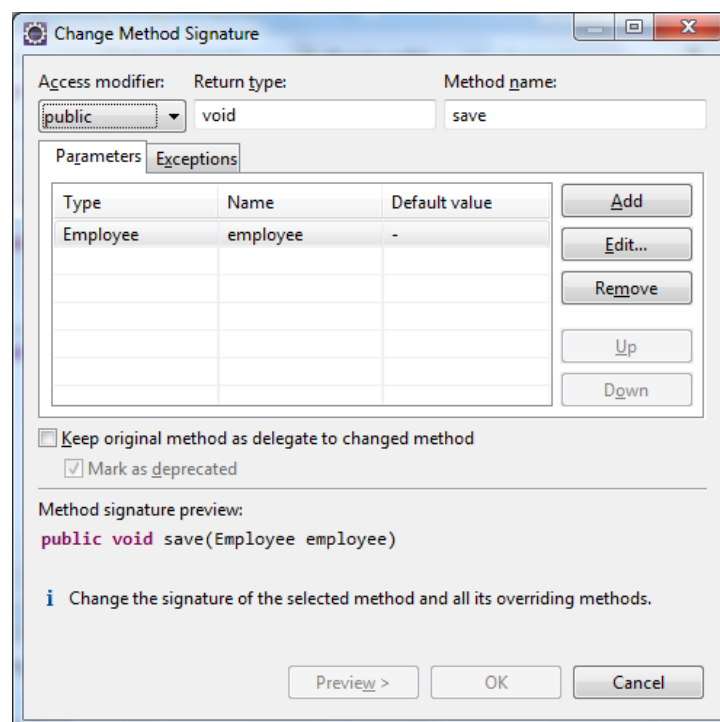 Change Method Signature
Access modifier: Return type: Method name:
public void save
Parameters Exceptions
Type Name Default value
Employee employee -
Add
Edit...
Remove
Up
Down
Keep original method as delegate to changed method
Mark as deprecated
Method signature preview:
public void save(Employee employee)
i Change the signature of the selected method and all its overriding methods.
Preview > OK Cancel